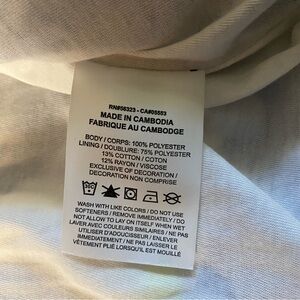 RN#56323 - CA#05553
MADE IN CAMBODIA
FABRIQUE AU CAMBODGE
BODY / CORPS: 100% POLYESTER
LINING / DOUBLURE: 75% POLYESTER
13% COTTON / COTON
12% RAYON / VISCOSE
EXCLUSIVE OF DECORATION /
DECORATION NON COMPRISE
WASH WITH LIKE COLORS / DO NOT USE
SOFTENERS / REMOVE IMMEDIATELY / DO
NOT ALLOW TO LAY ON ITSELF WHEN WET
LAVER AVEC COULEURS SIMILAIRES / NE PAS
UTILISER D'ADOUCISSEUR / ENLEVER
IMMEDIATEMENT / NE PAS LAISSER LE
VÊTEMENT PLIÉ LORSQU'IL EST MOUILLÉ